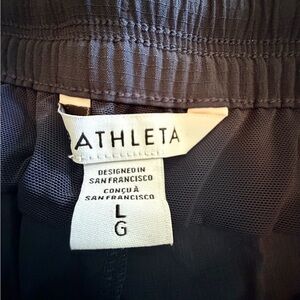 ATHLETA
DESIGNED IN
SAN FRANCISCO
CONÇU À
SAN FRANCISCO
L
G